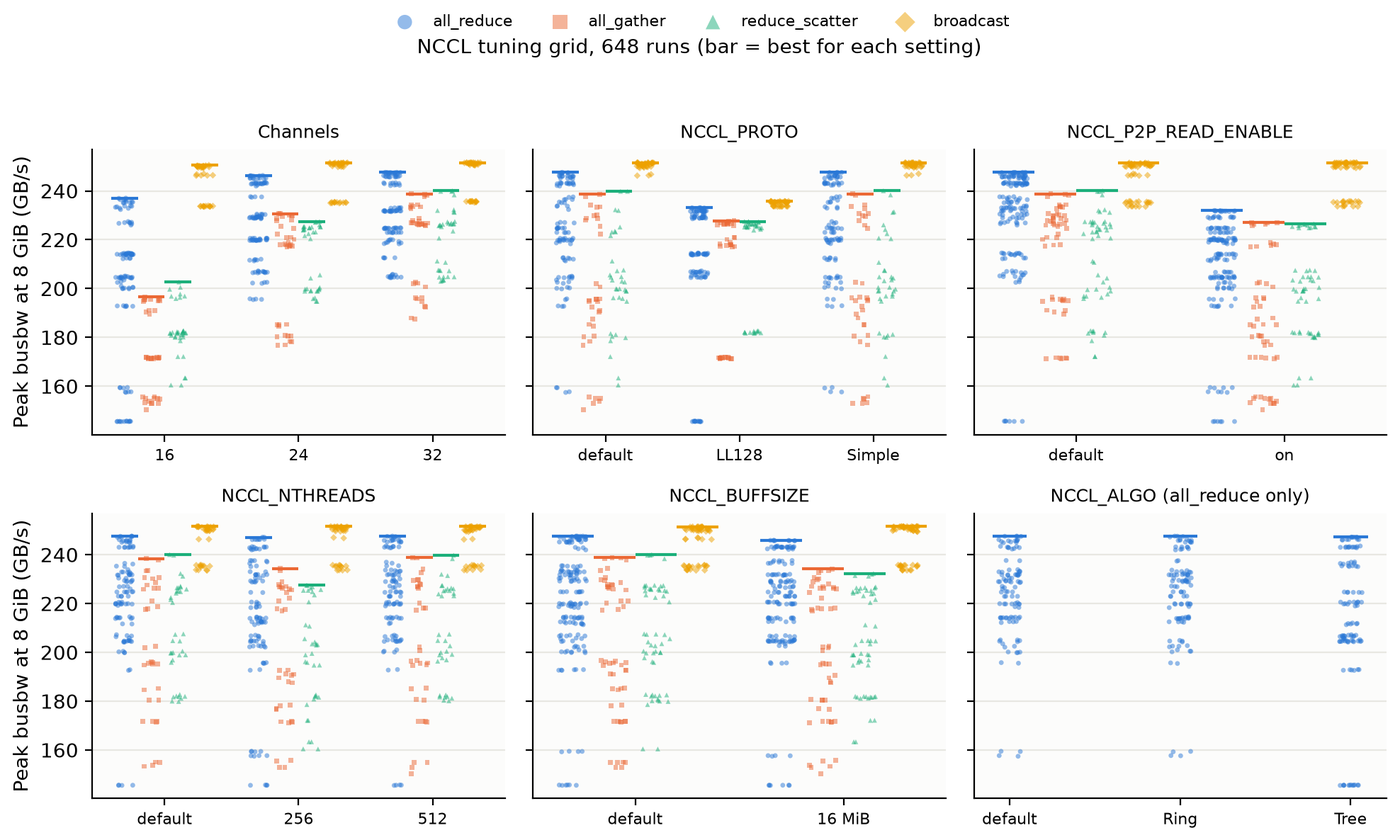 all_reduce all_gather reduce_scatter broadcast
NCCL tuning grid, 648 runs (bar = best for each setting)
Channels
NCCL_PROTO
NCCL_P2P_READ_ENABLE
Peak busbw at 8 GiB (GB/s)
240
220
200
180
160
16 24 32
default LL128 Simple
default on
NCCL_NTHREADS
NCCL_BUFFSIZE
NCCL_ALGO (all_reduce only)
Peak busbw at 8 GiB (GB/s)
240
220
200
180
160
default 256 512
default 16 MiB
default Ring Tree